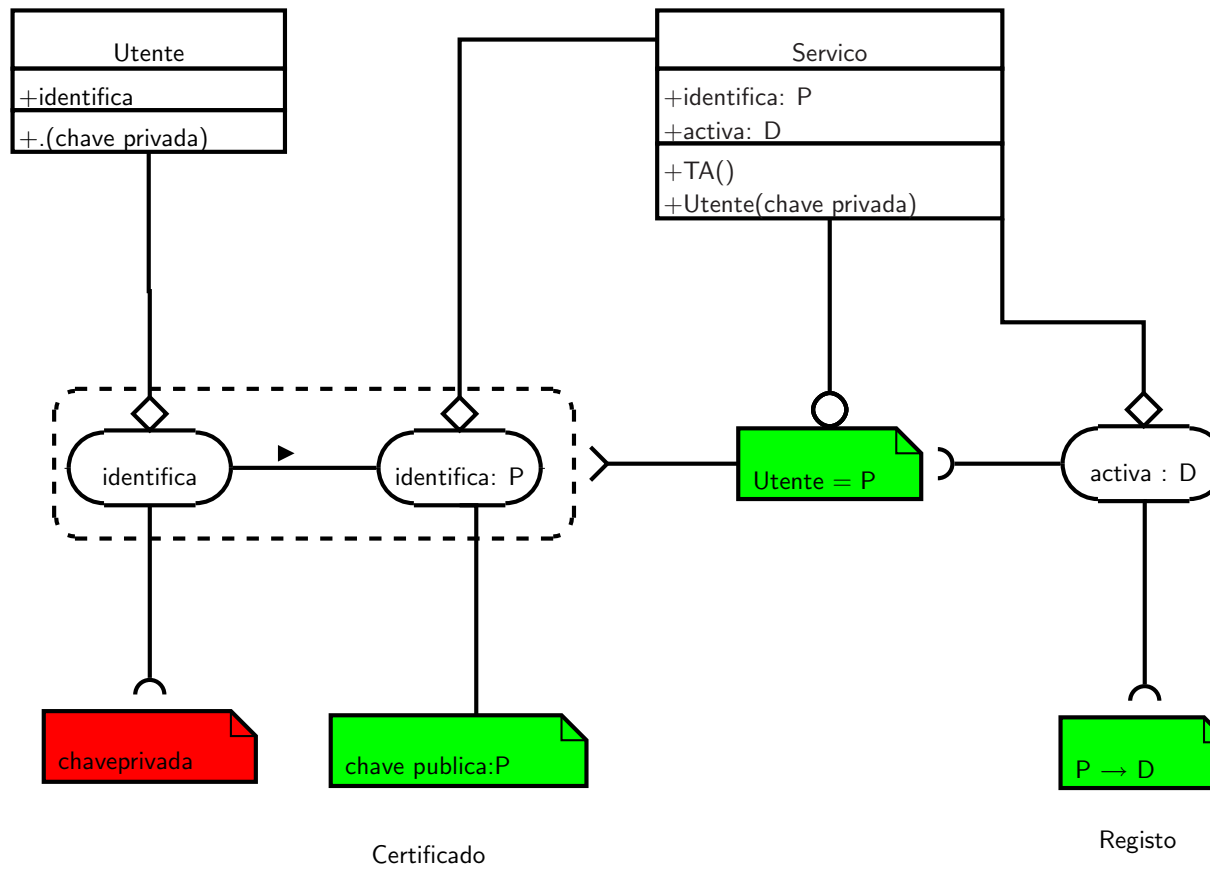 Utente
+identifica
+.(chave privada)
Servico
+identifica: P
+activa: D
+TA()
+Utente(chave privada)
identifica
identifica: P
Utente = P
activa : D
chaveprivada
chave publica:P
P → D
Certificado
Registo